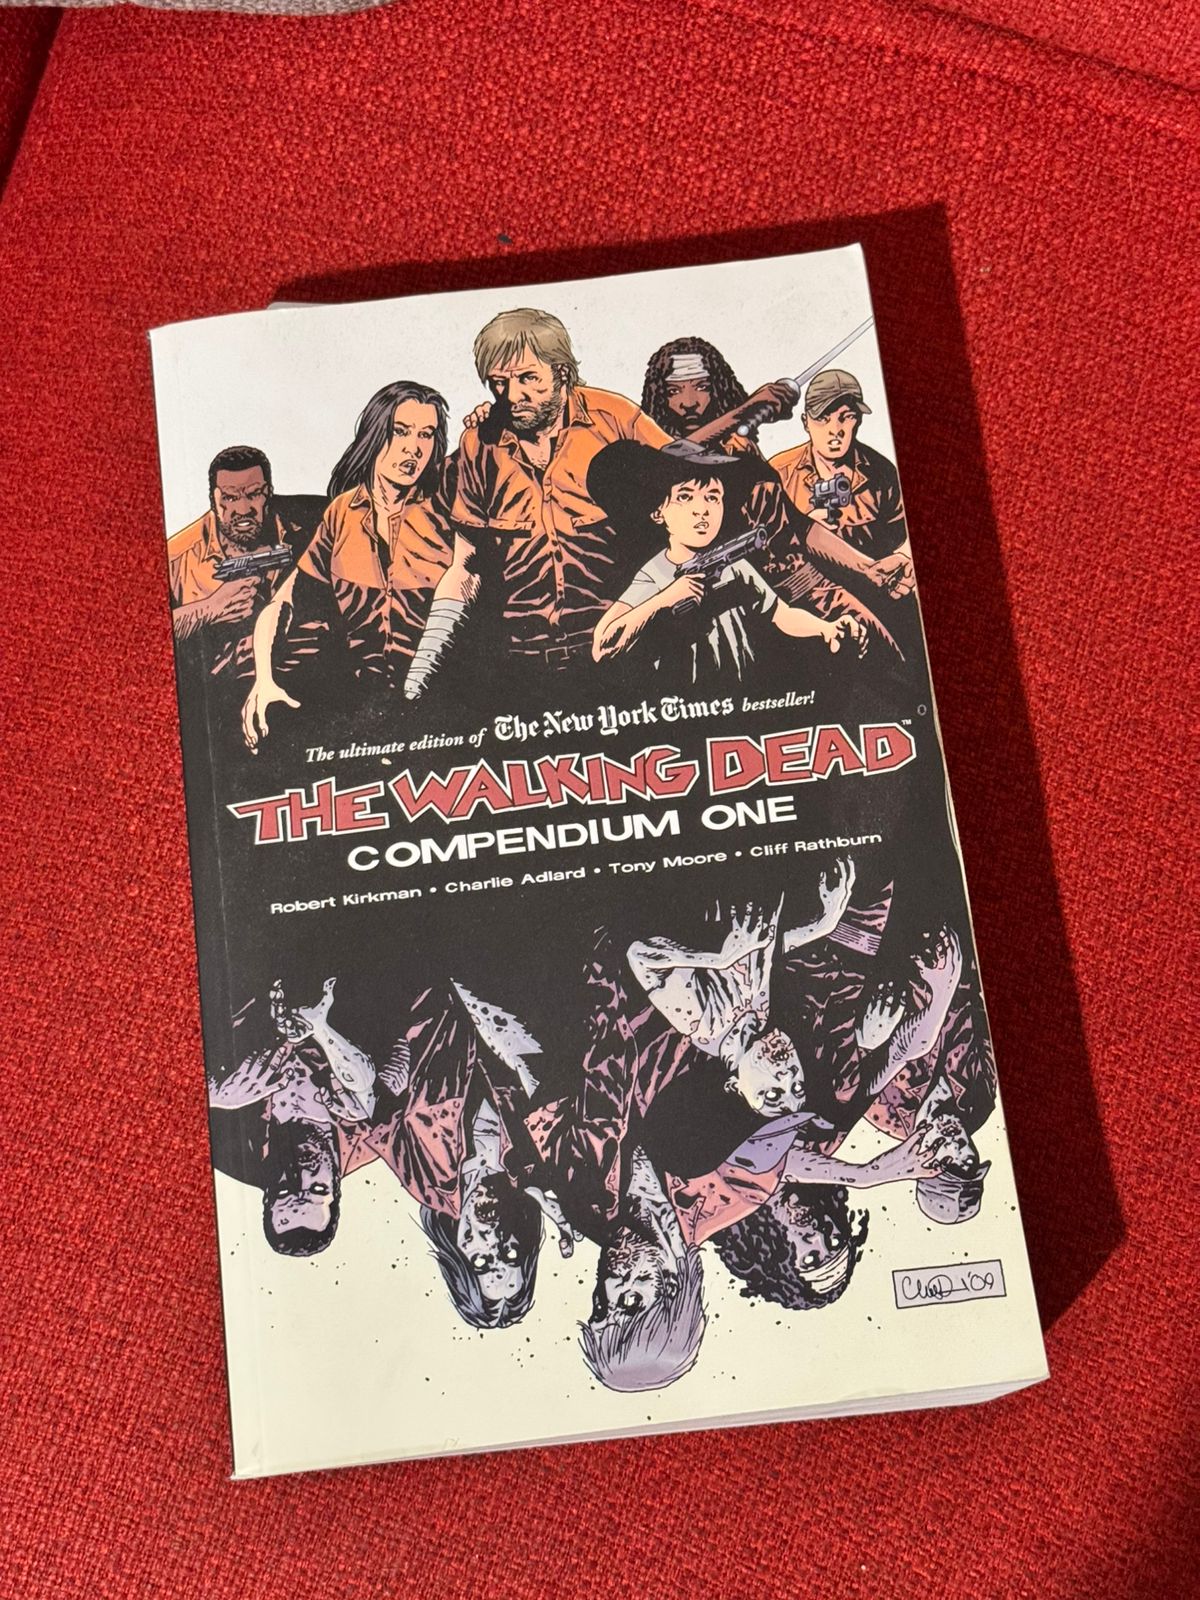 The ultimate edition of The New York Times bestseller!
THE WALKING DEAD™
COMPENDIUM ONE
Robert Kirkman • Charlie Adlard • Tony Moore • Cliff Rathburn